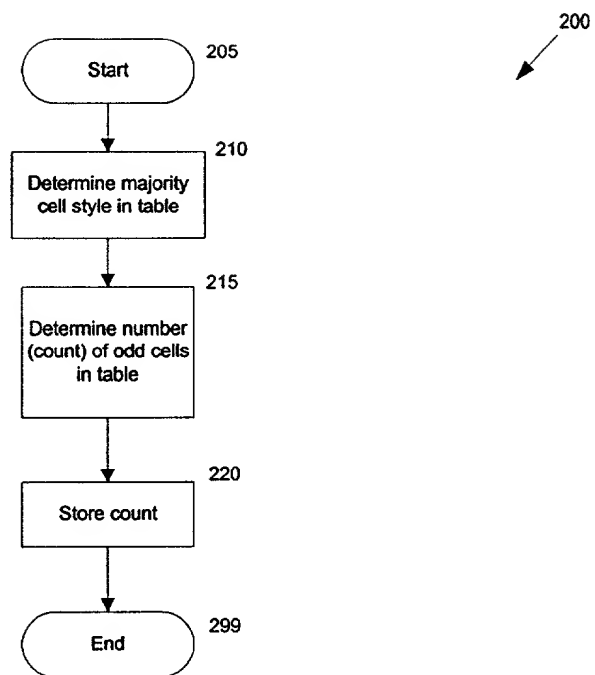 200
205
Start
210
Determine majority
cell style in table
215
Determine number
(count) of odd cells
in table
220
Store count
299
End